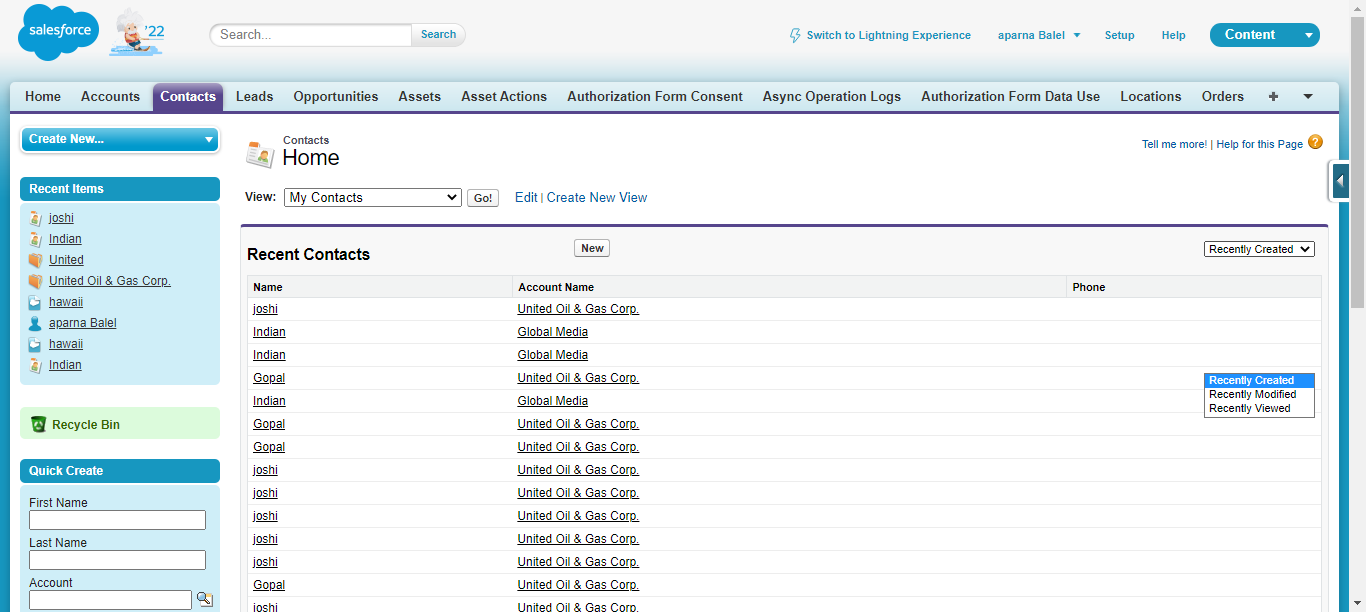 salesforce
'22
Search...
Search
Switch to Lightning Experience
aparna Balel
Setup
Help
Content
Home Accounts Contacts Leads Opportunities Assets Asset Actions Authorization Form Consent Async Operation Logs Authorization Form Data Use Locations Orders +
Create New...
Recent Items
joshi
Indian
United
United Oil & Gas Corp.
hawaii
aparna Balel
hawaii
Indian
Recycle Bin
Quick Create
First Name
Last Name
Account
Contacts
Home
Tell me more! | Help for this Page ?
View: My Contacts Go! Edit | Create New View
Recent Contacts New Recently Created
Name Account Name Phone
joshi United Oil & Gas Corp.
Indian Global Media
Indian Global Media
Gopal United Oil & Gas Corp.
Indian Global Media
Gopal United Oil & Gas Corp.
Gopal United Oil & Gas Corp.
joshi United Oil & Gas Corp.
joshi United Oil & Gas Corp.
joshi United Oil & Gas Corp.
joshi United Oil & Gas Corp.
joshi United Oil & Gas Corp.
Gopal United Oil & Gas Corp.
joshi United Oil & Gas Corp.
Recently Created
Recently Modified
Recently Viewed